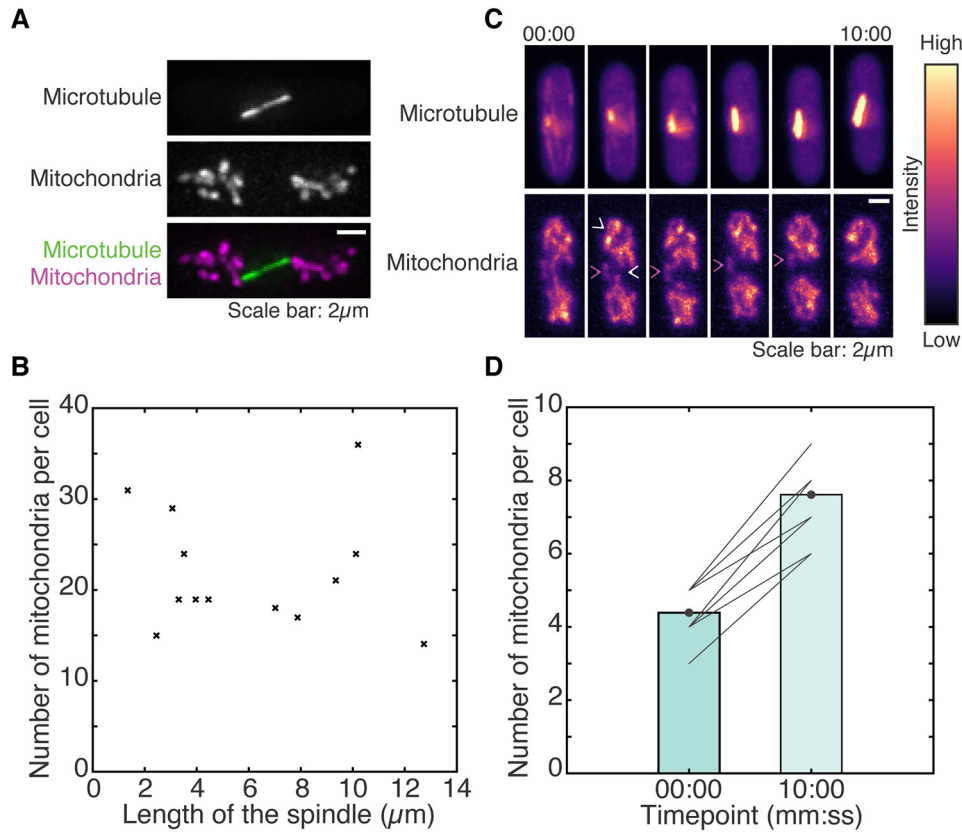 A
Microtubule
Mitochondria
Microtubule
Mitochondria
Scale bar: 2µm
B
Number of mitochondria per cell
40
30
20
10
0
0 2 4 6 8 10 12 14
Length of the spindle (µm)
C
00:00 10:00
Microtubule
Mitochondria
Scale bar: 2µm
High
Intensity
Low
D
Number of mitochondria per cell
10
8
6
4
2
0
00:00 10:00
Timepoint (mm:ss)